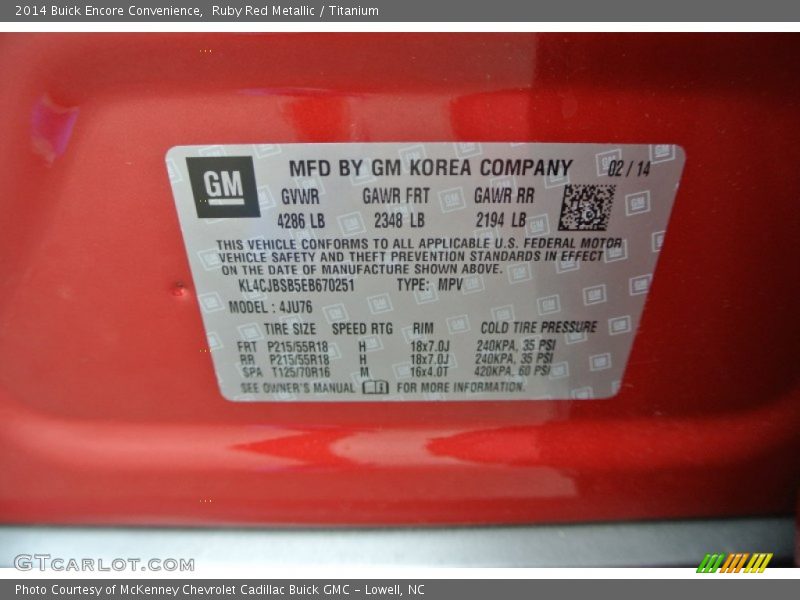 2014 Buick Encore Convenience,  Ruby Red Metallic / Titanium
GM MFD BY GM KOREA COMPANY 02 / 14
GVWR GAWR FRT GAWR RR
4286 LB 2348 LB 2194 LB
THIS VEHICLE CONFORMS TO ALL APPLICABLE U.S. FEDERAL MOTOR
VEHICLE SAFETY AND THEFT PREVENTION STANDARDS IN EFFECT
ON THE DATE OF MANUFACTURE SHOWN ABOVE.
KL4CJBSB5EB670251 TYPE: MPV
MODEL : 4JU76
TIRE SIZE SPEED RTG RIM COLD TIRE PRESSURE
FRT P215/55R18 H 18x7.0J 240KPA, 35 PSI
RR P215/55R18 H 18x7.0J 240KPA, 35 PSI
SPA T125/70R16 M 16x4.0T 420KPA, 60 PSI
SEE OWNER'S MANUAL FOR MORE INFORMATION.
GTCARLOT.COM
Photo Courtesy of McKenney Chevrolet Cadillac Buick GMC – Lowell, NC